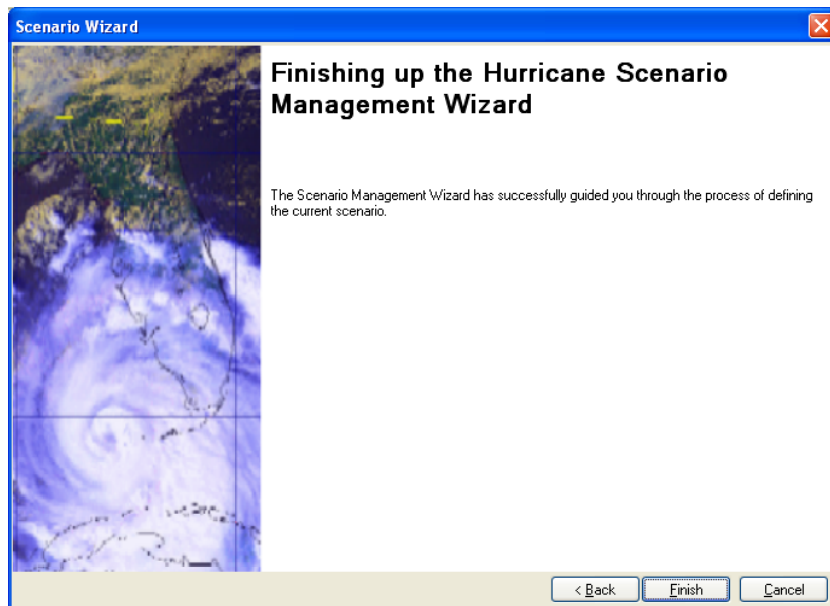 Scenario Wizard
Finishing up the Hurricane Scenario
Management Wizard
The Scenario Management Wizard has successfully guided you through the process of defining
the current scenario.
< Back
Finish
Cancel